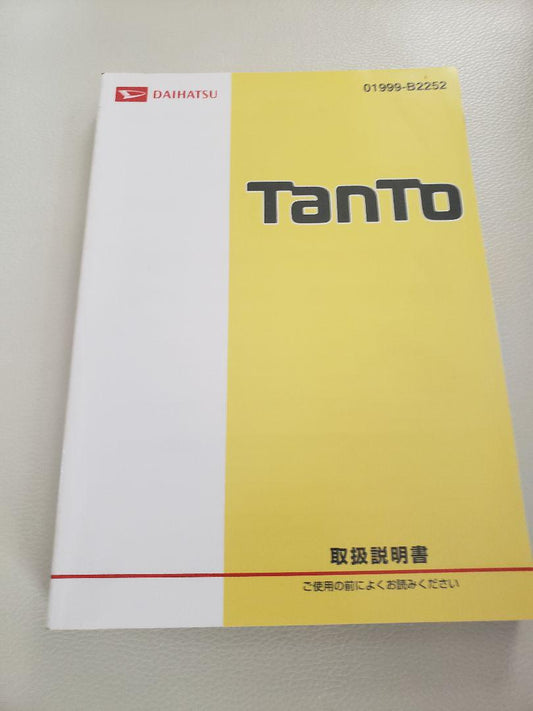 DAIHATSU
01999-B2252
TanTo
取扱説明書
ご使用の前によくお読みください